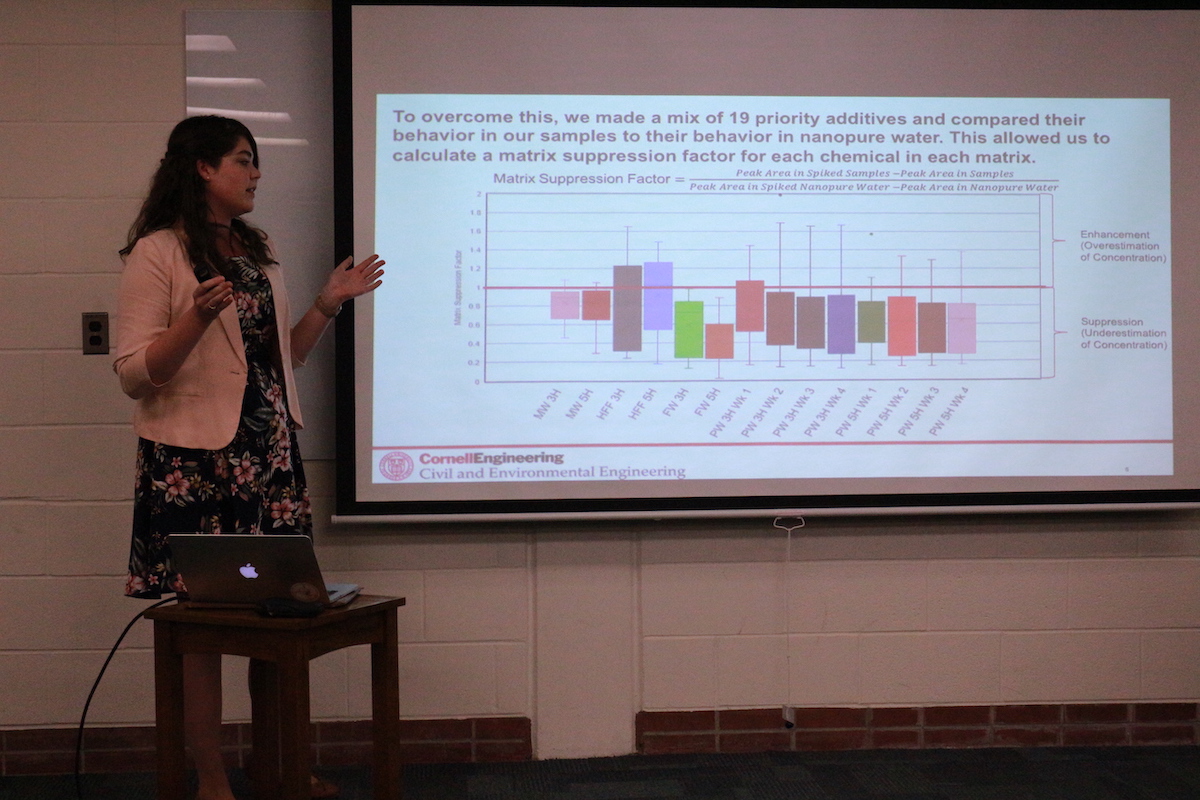 To overcome this, we made a mix of 19 priority additives and compared their
behavior in our samples to their behavior in nanopure water. This allowed us to
calculate a matrix suppression factor for each chemical in each matrix.
Matrix Suppression Factor = Peak Area in Spiked Samples −Peak Area in Samples
Peak Area in Spiked Nanopure Water −Peak Area in Nanopure Water
Matrix Suppression Factor
2
1.8
1.6
1.4
1.2
1
0.8
0.6
0.4
0.2
0
MW 3H
MW 5H
HFF 3H
HFF 5H
FW 3H
FW 5H
PW 3H Wk 1
PW 3H Wk 2
PW 3H Wk 3
PW 3H Wk 4
PW 5H Wk 1
PW 5H Wk 2
PW 5H Wk 3
PW 5H Wk 4
Enhancement
(Overestimation
of Concentration)
Suppression
(Underestimation
of Concentration)
CornellEngineering
Civil and Environmental Engineering
6